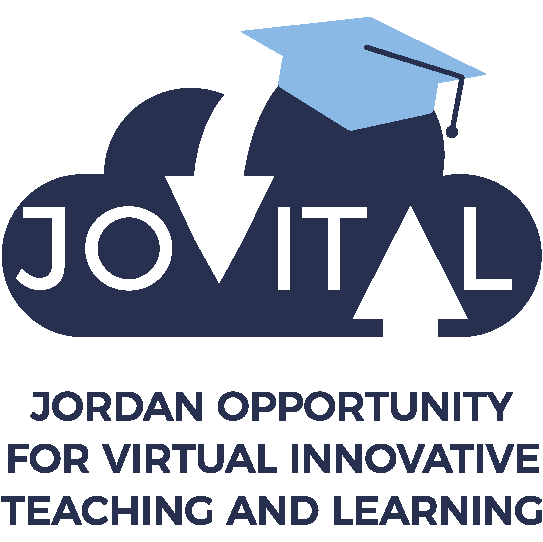 JOVITAL
JORDAN OPPORTUNITY
FOR VIRTUAL INNOVATIVE
TEACHING AND LEARNING